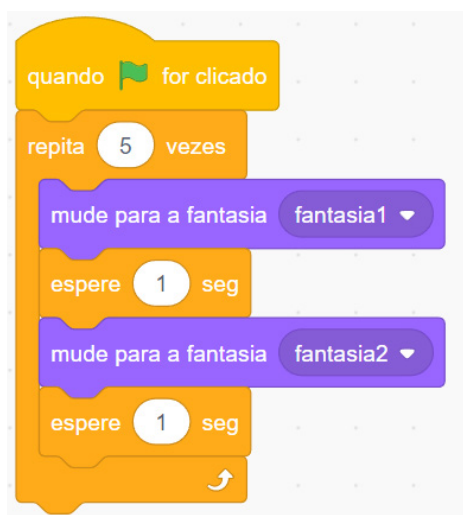 quando for clicado
repita 5 vezes
mude para a fantasia fantasia1
espere 1 seg
mude para a fantasia fantasia2
espere 1 seg